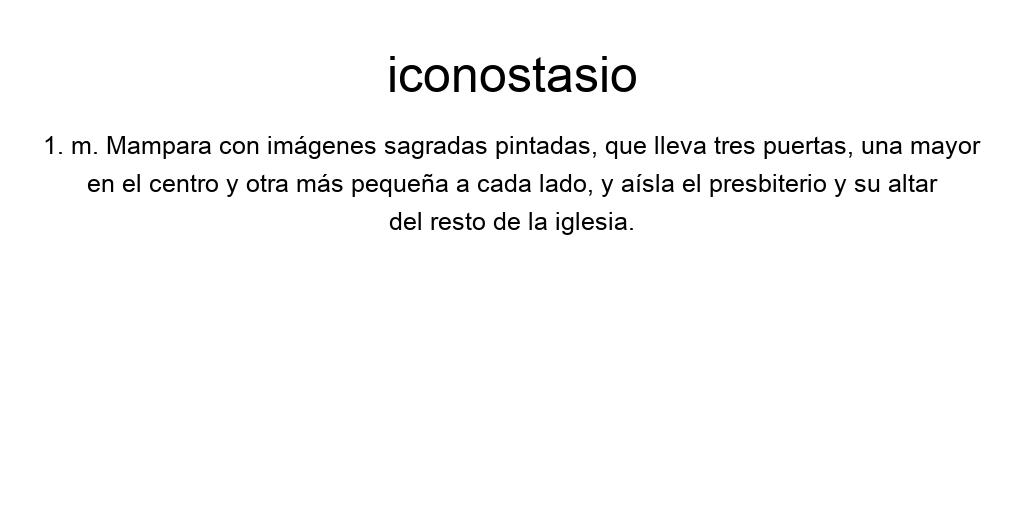 iconostasio
1. m. Mampara con imágenes sagradas pintadas, que lleva tres puertas, una mayor
en el centro y otra más pequeña a cada lado, y aísla el presbiterio y su altar
del resto de la iglesia.